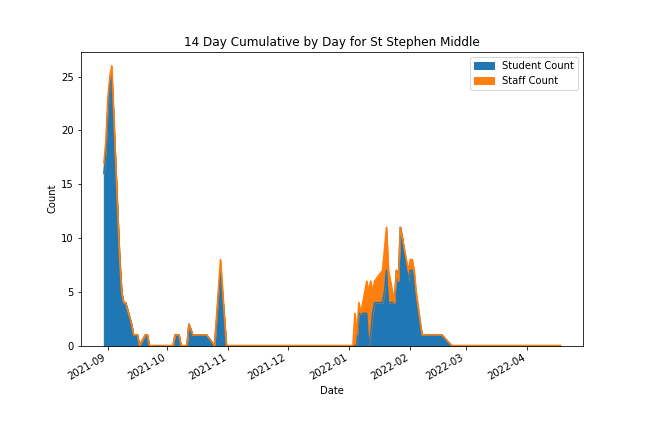 14 Day Cumulative by Day for St Stephen Middle
Student Count
Staff Count
25
20
15
10
5
0
Count
2021-09
2021-10
2021-11
2021-12
2022-01
2022-02
2022-03
2022-04
Date